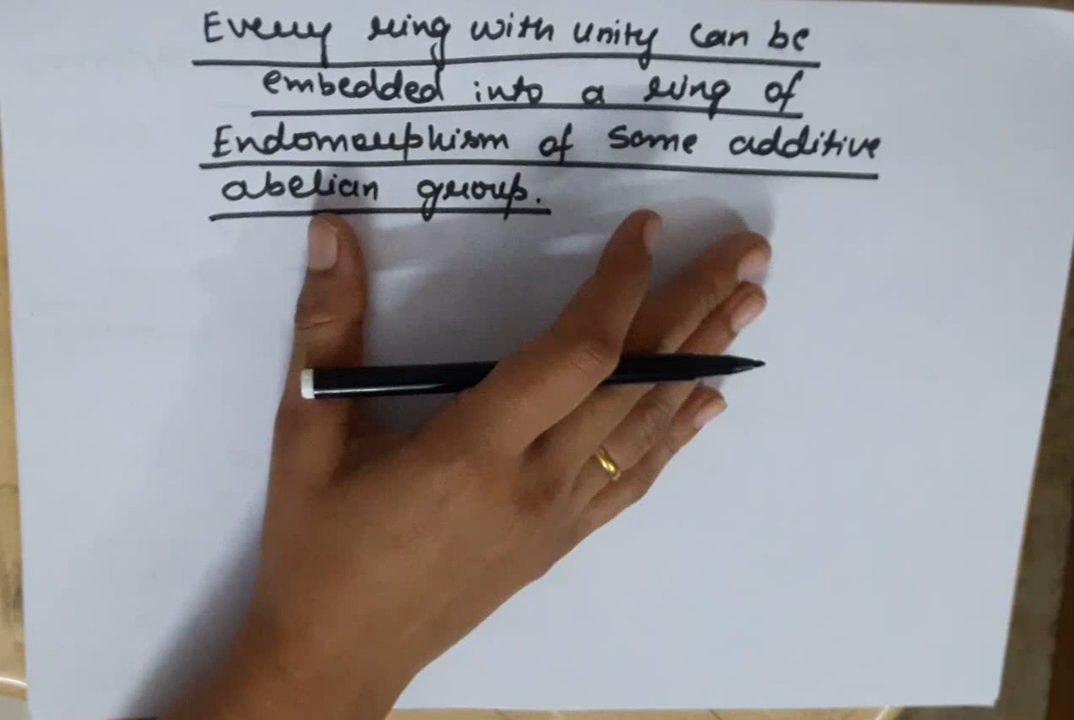 Every ring with unity can be
embedded into a ring of
Endomorphism of some additive
abelian group.